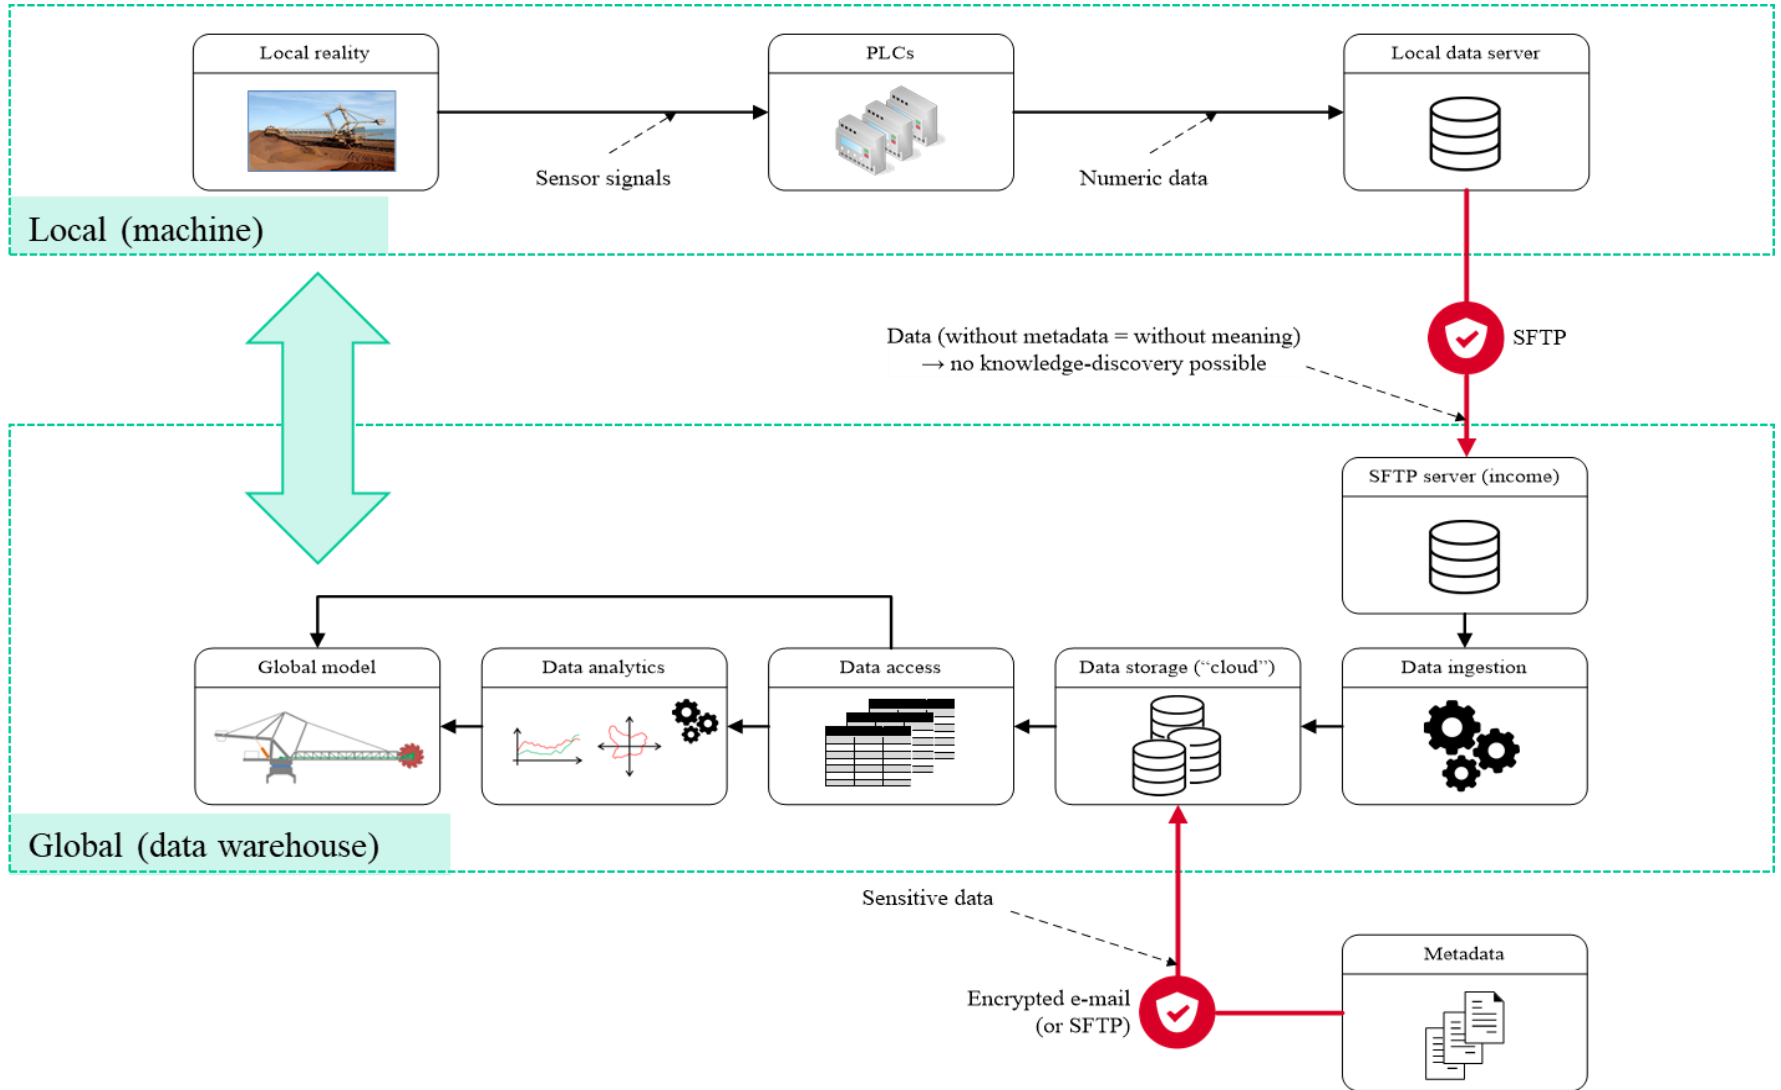 Local reality
PLCs
Local data server
Sensor signals
Numeric data
Local (machine)
Data (without metadata = without meaning)
→ no knowledge-discovery possible
SFTP
SFTP server (income)
Global model
Data analytics
Data access
Data storage (“cloud”)
Data ingestion
Global (data warehouse)
Sensitive data
Metadata
Encrypted e-mail
(or SFTP)